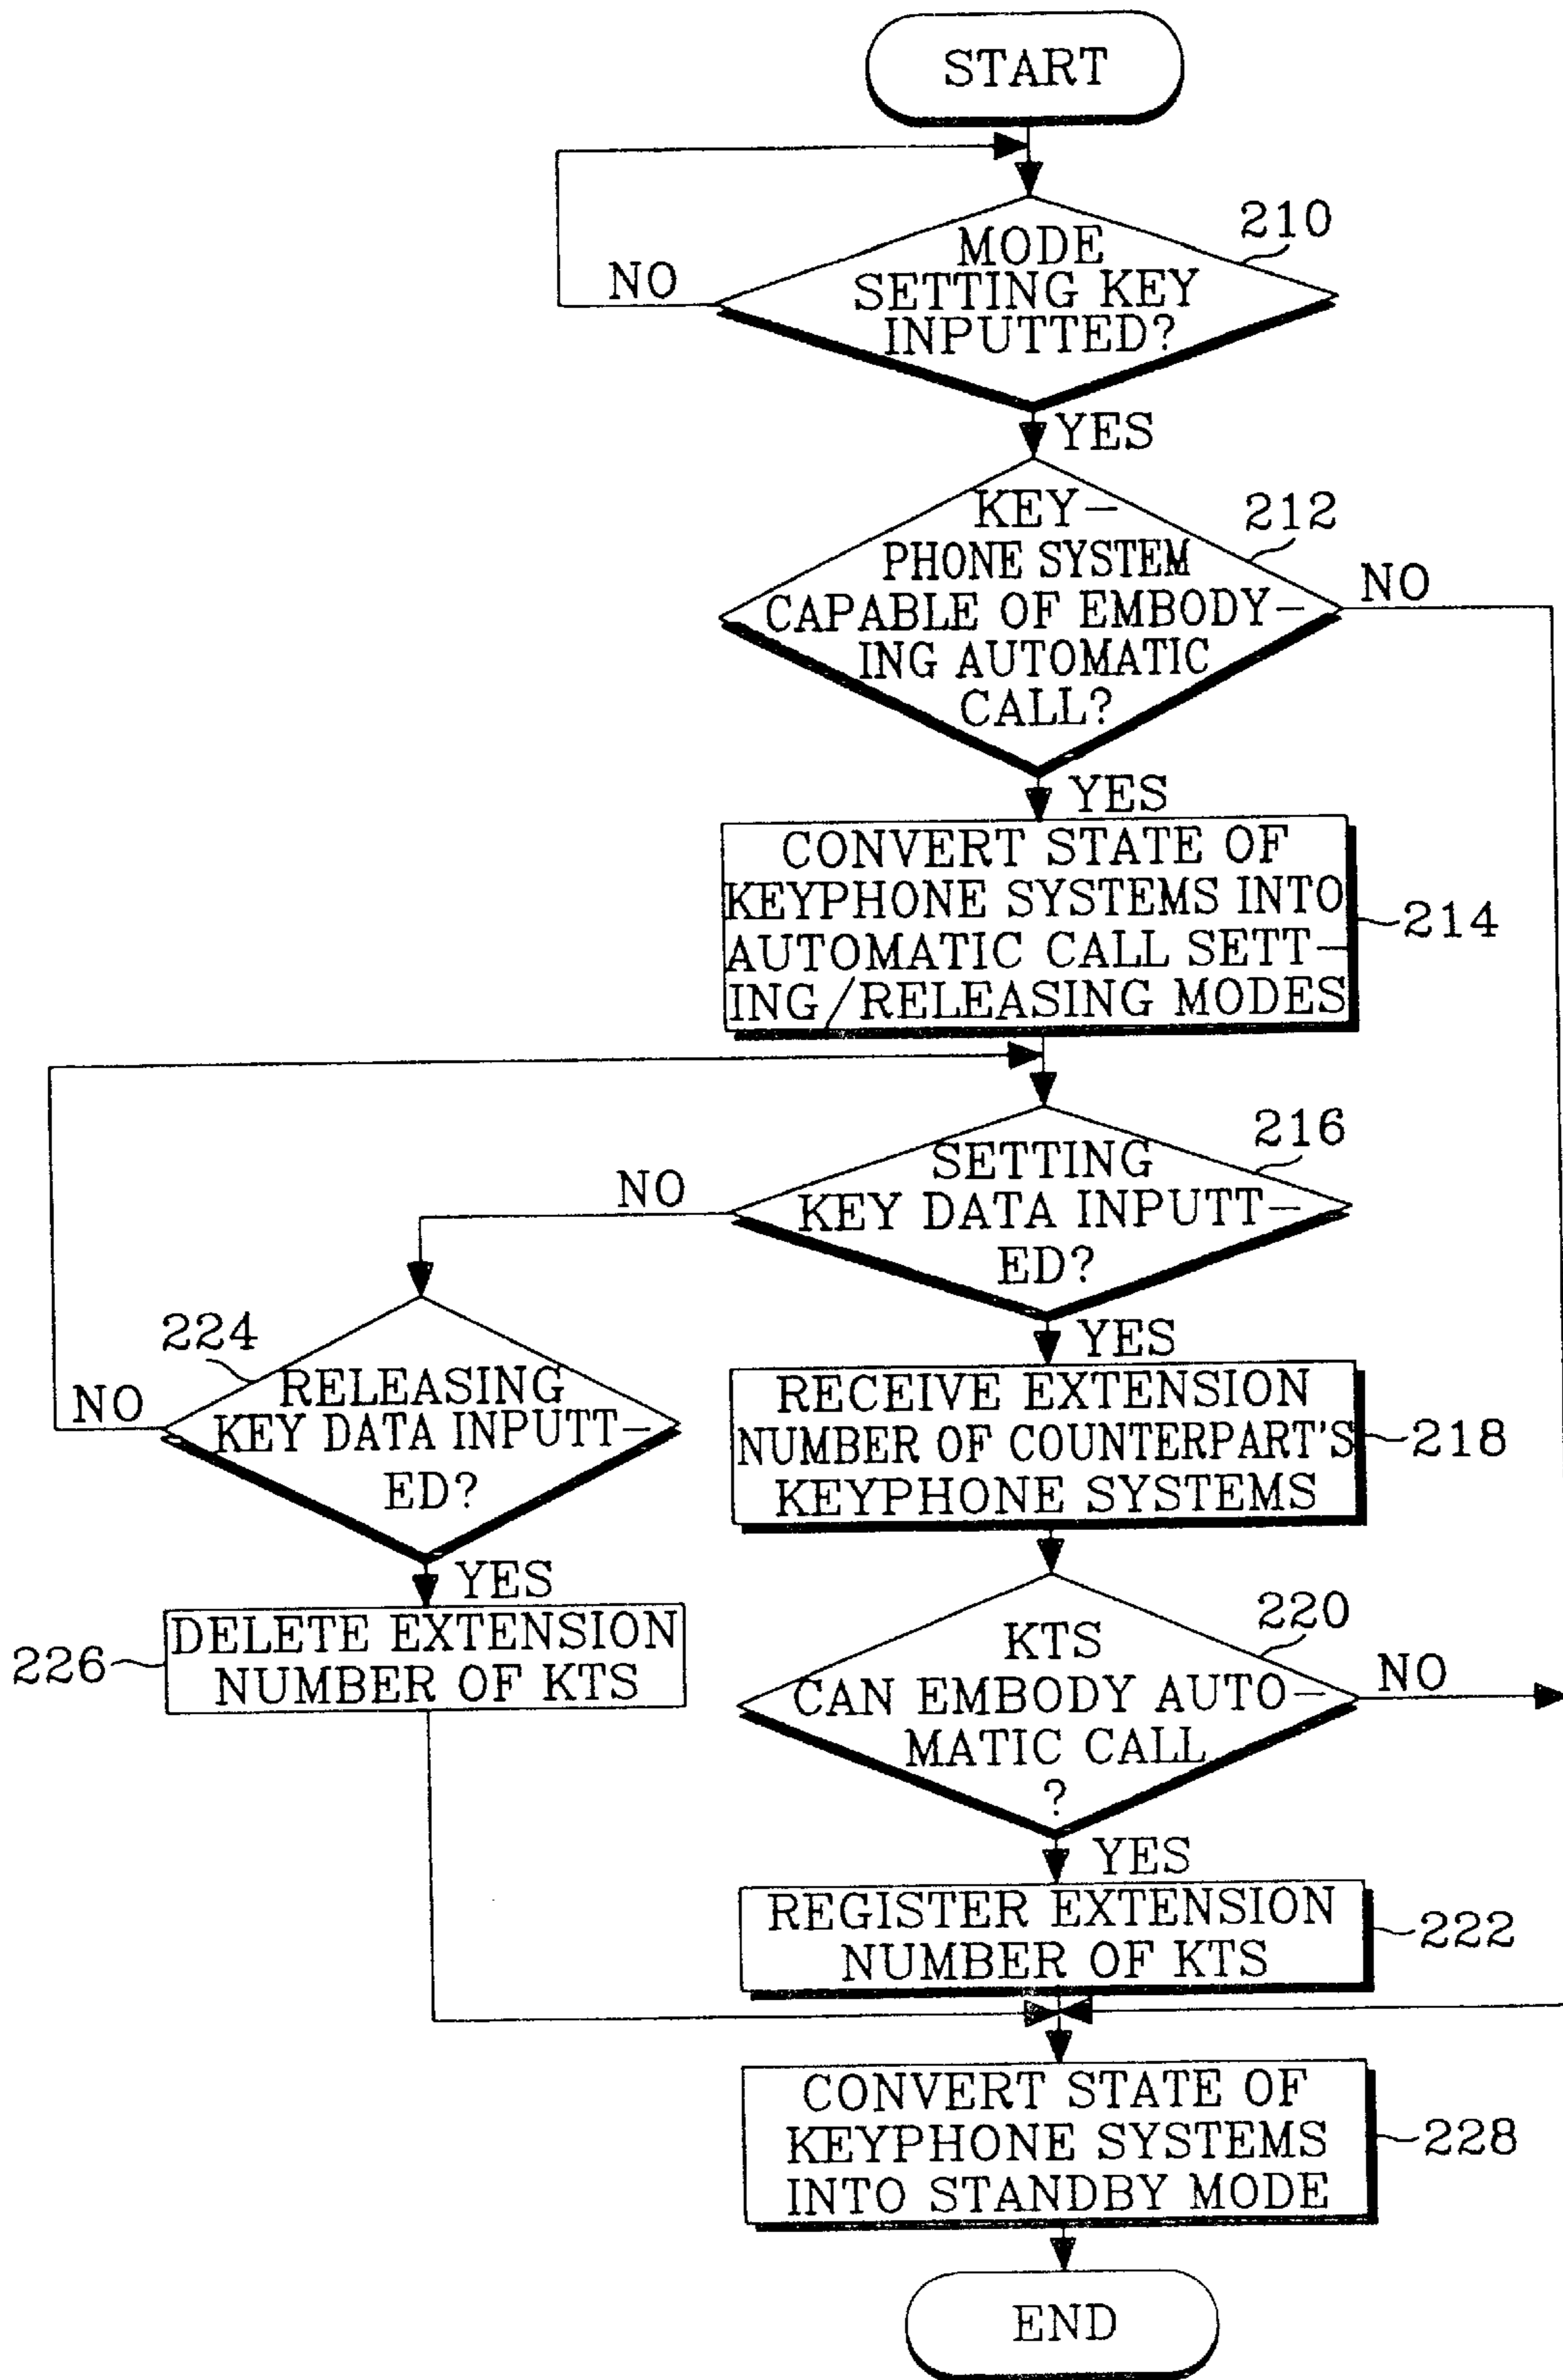 START
210
MODE
SETTING KEY
INPUTTED?
NO
YES
212
KEY-
PHONE SYSTEM
CAPABLE OF EMBODY-
ING AUTOMATIC
CALL?
NO
YES
CONVERT STATE OF
KEYPHONE SYSTEMS INTO
AUTOMATIC CALL SETT-
ING/RELEASING MODES
214
216
SETTING
KEY DATA INPUTT-
ED?
NO
YES
224
RELEASING
KEY DATA INPUTT-
ED?
NO
YES
RECEIVE EXTENSION
NUMBER OF COUNTERPART'S
KEYPHONE SYSTEMS
218
DELETE EXTENSION
NUMBER OF KTS
226
220
KTS
CAN EMBODY AUTO-
MATIC CALL
?
NO
YES
REGISTER EXTENSION
NUMBER OF KTS
222
CONVERT STATE OF
KEYPHONE SYSTEMS
INTO STANDBY MODE
228
END